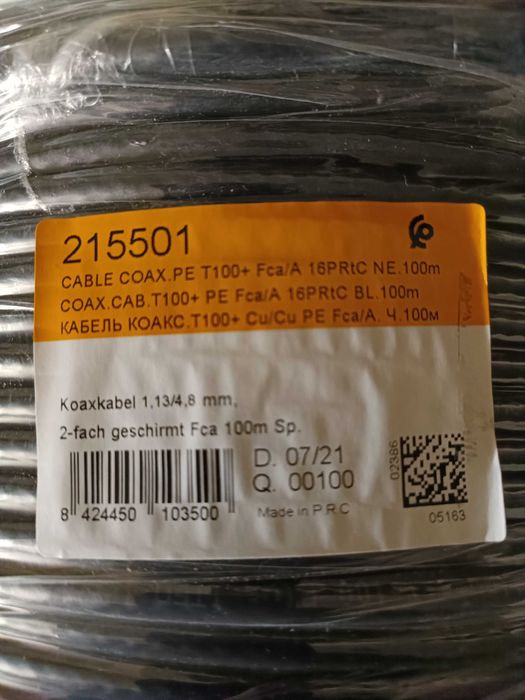 215501
CABLE COAX.PE T100+ Fca/A 16PRtC NE.100m
COAX.CAB.T100+ PE Fca/A 16PRtC BL.100m
КАБЕЛЬ КОАКС.T100+ Cu/Cu PE Fca/A. Ч.100м
Koaxkabel 1,13/4,8 mm,
2-fach geschirmt Fca 100m Sp.
D. 07/21
Q. 00100
Made in P.R.C
8 424450 103500
02386
05163